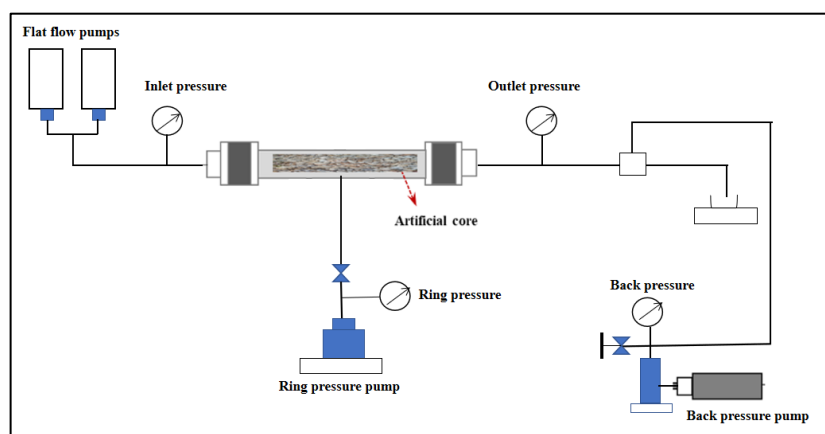 Flat flow pumps
Inlet pressure
Outlet pressure
Artificial core
Ring pressure
Back pressure
Ring pressure pump
Back pressure pump